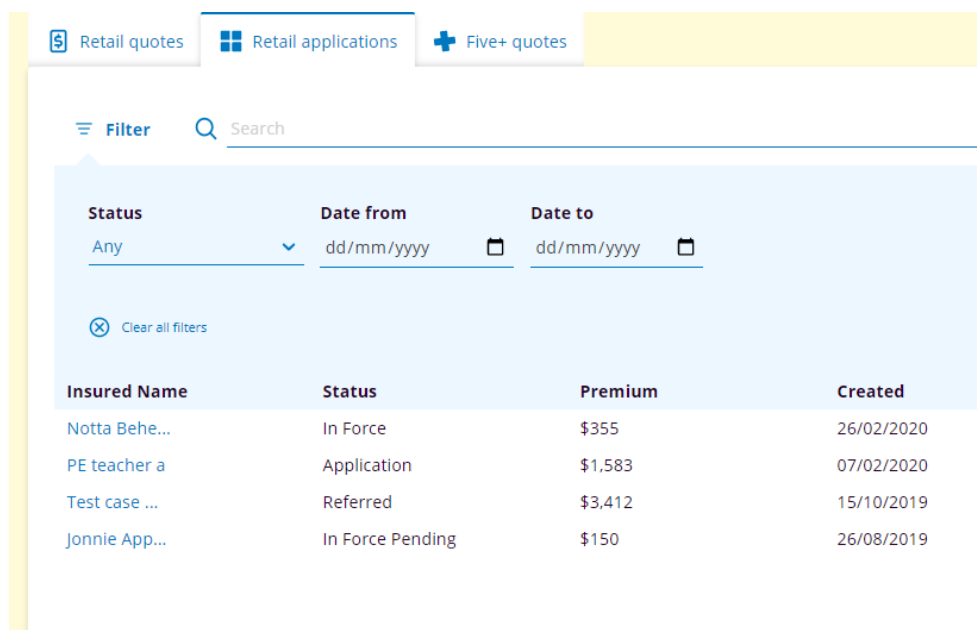 Retail quotes Retail applications Five+ quotes
Filter Search
Status Date from Date to
Any dd/mm/yyyy dd/mm/yyyy
Clear all filters
Insured Name Status Premium Created
Notta Behe... In Force $355 26/02/2020
PE teacher a Application $1,583 07/02/2020
Test case ... Referred $3,412 15/10/2019
Jonnie App... In Force Pending $150 26/08/2019